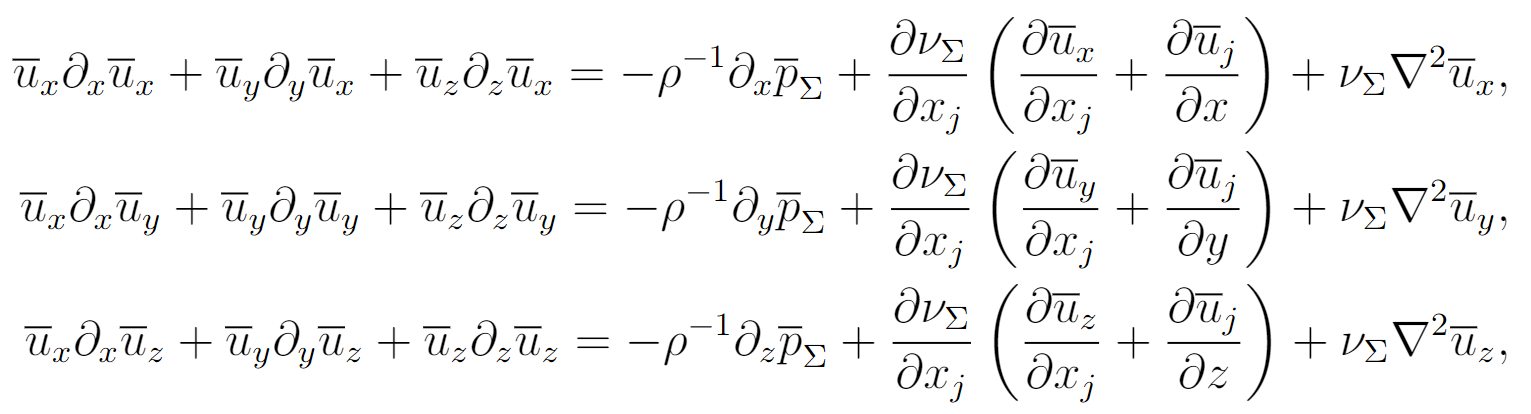 $\overline{u}_x \partial_x \overline{u}_x + \overline{u}_y \partial_y \overline{u}_x + \overline{u}_z \partial_z \overline{u}_x = -\rho^{-1} \partial_x \overline{p}_\Sigma + \frac{\partial \nu_\Sigma}{\partial x_j} \left( \frac{\partial \overline{u}_x}{\partial x_j} + \frac{\partial \overline{u}_j}{\partial x} \right) + \nu_\Sigma \nabla^2 \overline{u}_x,$
$\overline{u}_x \partial_x \overline{u}_y + \overline{u}_y \partial_y \overline{u}_y + \overline{u}_z \partial_z \overline{u}_y = -\rho^{-1} \partial_y \overline{p}_\Sigma + \frac{\partial \nu_\Sigma}{\partial x_j} \left( \frac{\partial \overline{u}_y}{\partial x_j} + \frac{\partial \overline{u}_j}{\partial y} \right) + \nu_\Sigma \nabla^2 \overline{u}_y,$
$\overline{u}_x \partial_x \overline{u}_z + \overline{u}_y \partial_y \overline{u}_z + \overline{u}_z \partial_z \overline{u}_z = -\rho^{-1} \partial_z \overline{p}_\Sigma + \frac{\partial \nu_\Sigma}{\partial x_j} \left( \frac{\partial \overline{u}_z}{\partial x_j} + \frac{\partial \overline{u}_j}{\partial z} \right) + \nu_\Sigma \nabla^2 \overline{u}_z,$